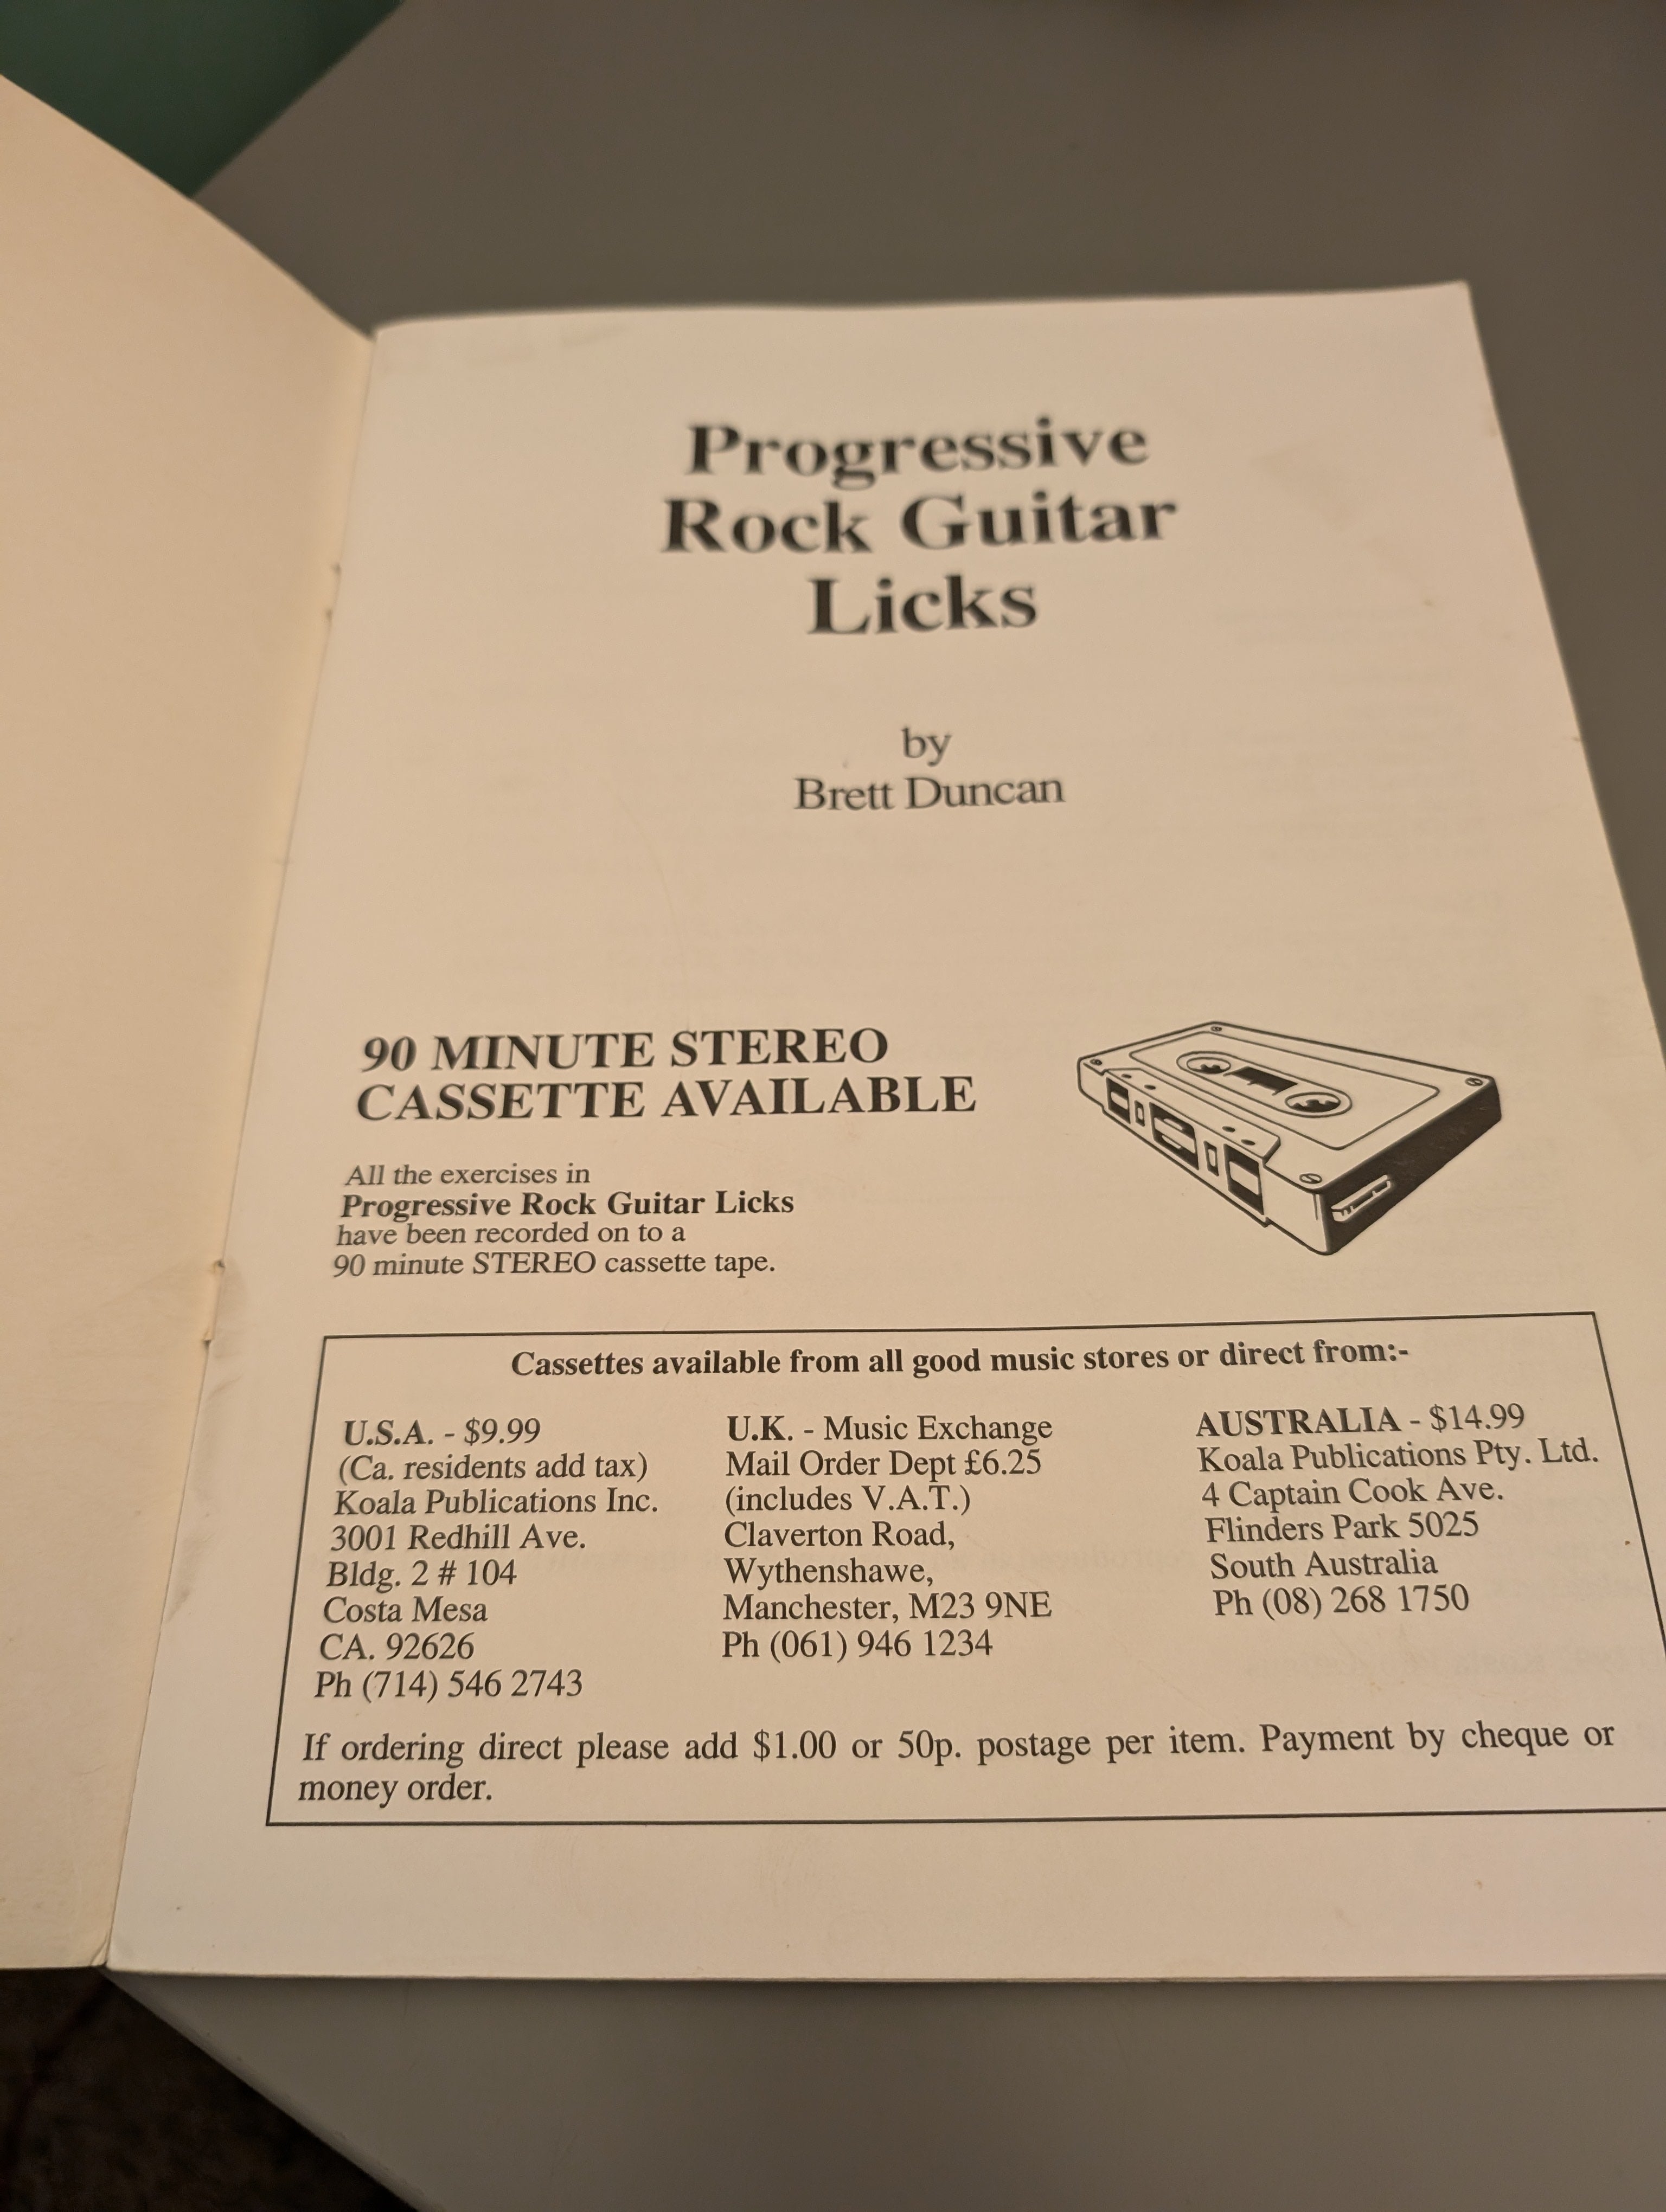 Progressive
Rock Guitar
Licks
by
Brett Duncan
90 MINUTE STEREO
CASSETTE AVAILABLE
All the exercises in
Progressive Rock Guitar Licks
have been recorded on to a
90 minute STEREO cassette tape.
Cassettes available from all good music stores or direct from:-
U.S.A. - $9.99
(Ca. residents add tax)
Koala Publications Inc.
3001 Redhill Ave.
Bldg. 2 # 104
Costa Mesa
CA. 92626
Ph (714) 546 2743
U.K. - Music Exchange
Mail Order Dept £6.25
(includes V.A.T.)
Claverton Road,
Wythenshawe,
Manchester, M23 9NE
Ph (061) 946 1234
AUSTRALIA - $14.99
Koala Publications Pty. Ltd.
4 Captain Cook Ave.
Flinders Park 5025
South Australia
Ph (08) 268 1750
If ordering direct please add $1.00 or 50p. postage per item. Payment by cheque or
money order.